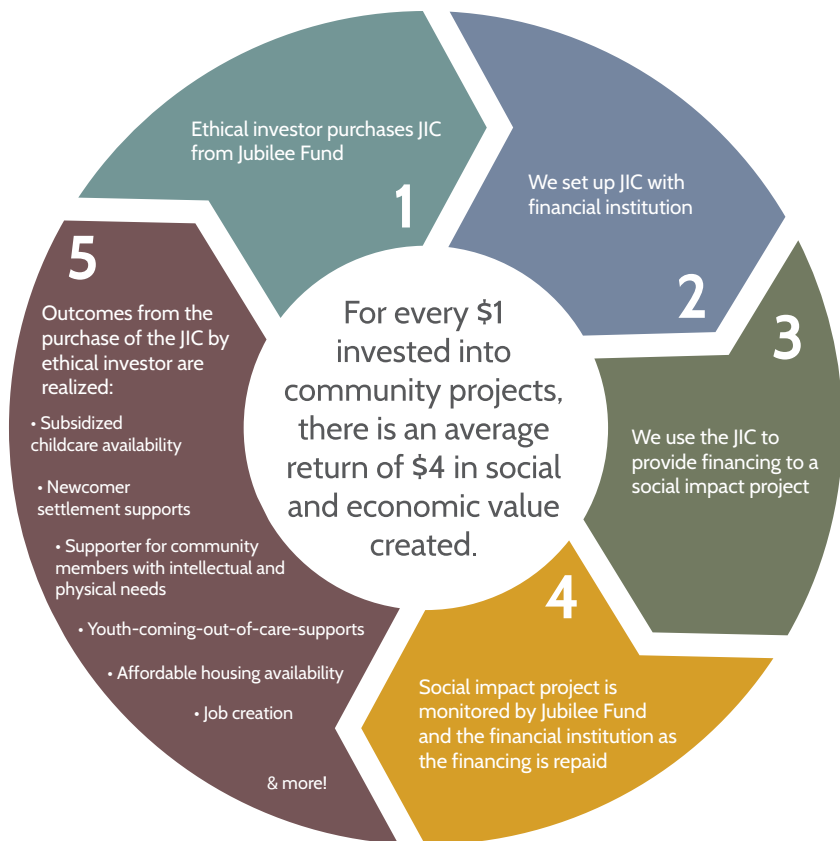 Ethical investor purchases JIC
from Jubilee Fund
1
We set up JIC with
financial institution
2
3
We use the JIC to
provide financing to a
social impact project
4
Social impact project is
monitored by Jubilee Fund
and the financial institution as
the financing is repaid
5
Outcomes from the
purchase of the JIC by
ethical investor are
realized:
• Subsidized
childcare availability
• Newcomer
settlement supports
• Supporter for community
members with intellectual and
physical needs
• Youth-coming-out-of-care-supports
• Affordable housing availability
• Job creation
& more!
For every $1
invested into
community projects,
there is an average
return of $4 in social
and economic value
created.